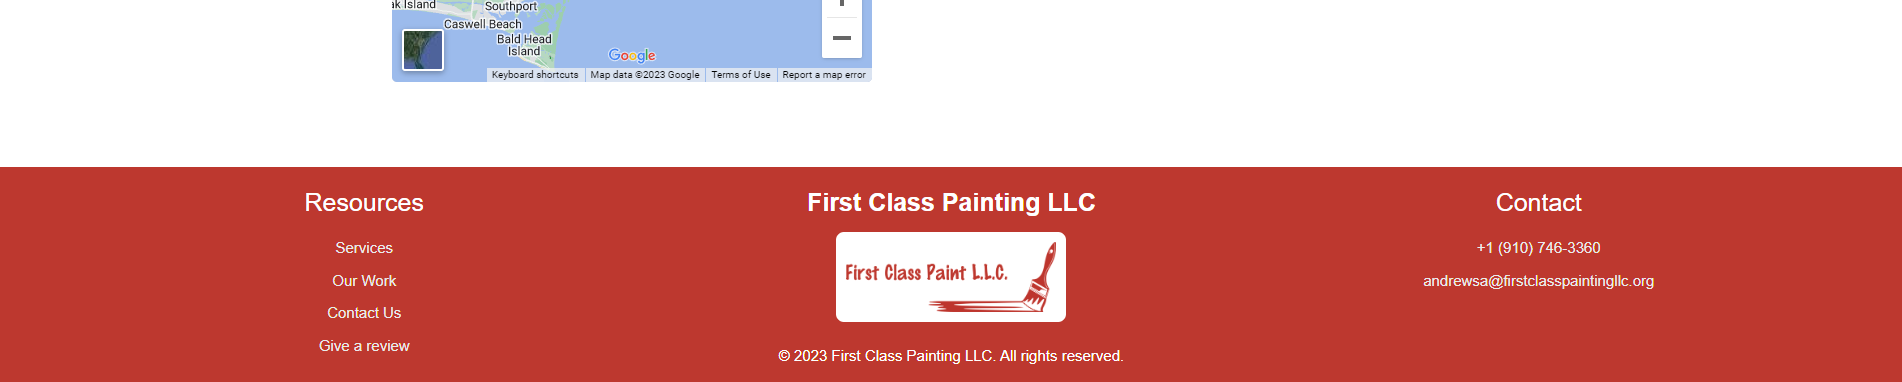 ak Island
Southport
Caswell Beach
Bald Head
Island
Google
Keyboard shortcuts
Map data ©2023 Google
Terms of Use
Report a map error
Resources
Services
Our Work
Contact Us
Give a review
First Class Painting LLC
First Class Paint L.L.C.
© 2023 First Class Painting LLC. All rights reserved.
Contact
+1 (910) 746-3360
andrewsa@firstclasspaintingllc.org